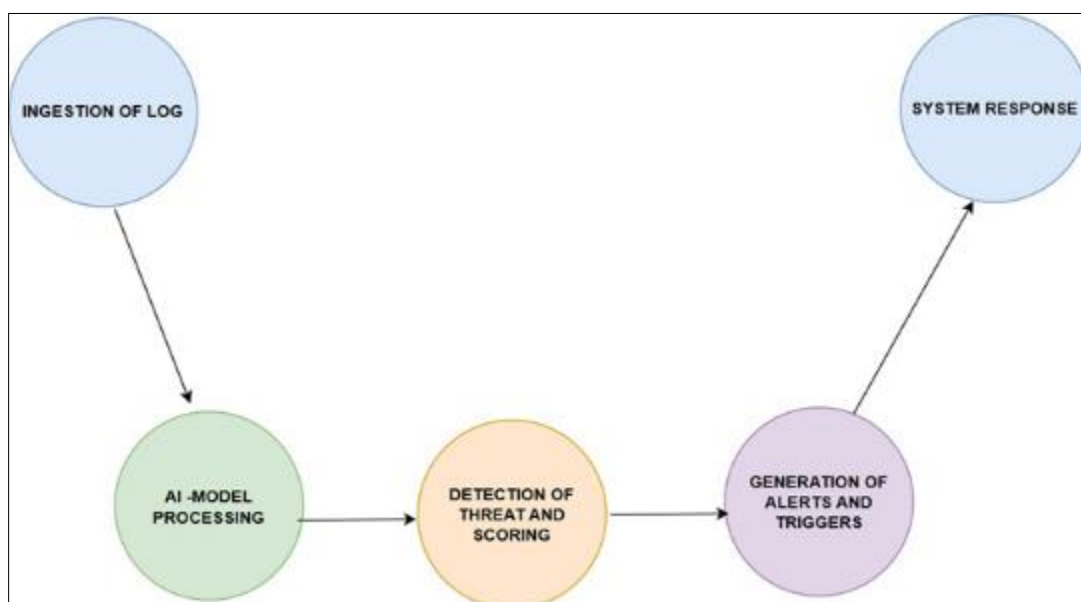 INGESTION OF LOG
SYSTEM RESPONSE
AI -MODEL
PROCESSING
DETECTION OF
THREAT AND
SCORING
GENERATION OF
ALERTS AND
TRIGGERS